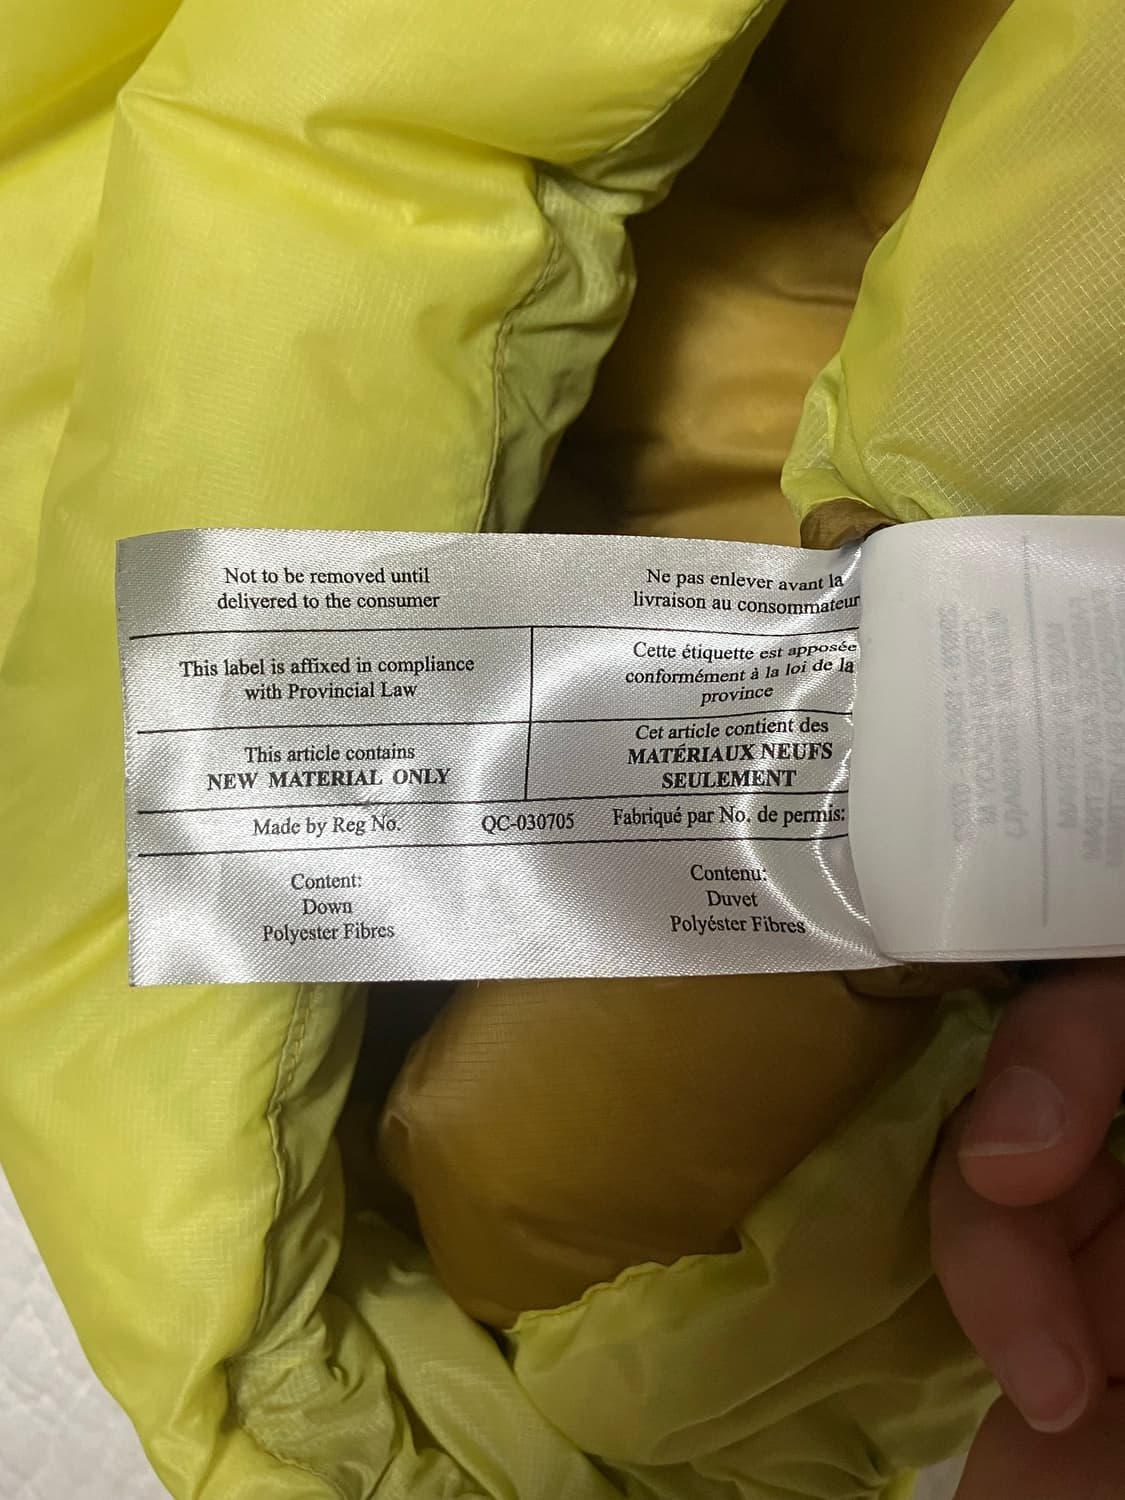 Not to be removed until
delivered to the consumer
Ne pas enlever avant la
livraison au consommateur
This label is affixed in compliance
with Provincial Law
Cette étiquette est apposée
conformément à la loi de la
province
This article contains
NEW MATERIAL ONLY
Cet article contient des
MATÉRIAUX NEUFS
SEULEMENT
Made by Reg No. QC-030705 Fabriqué par No. de permis:
Content:
Down
Polyester Fibres
Contenu:
Duvet
Polyéster Fibres